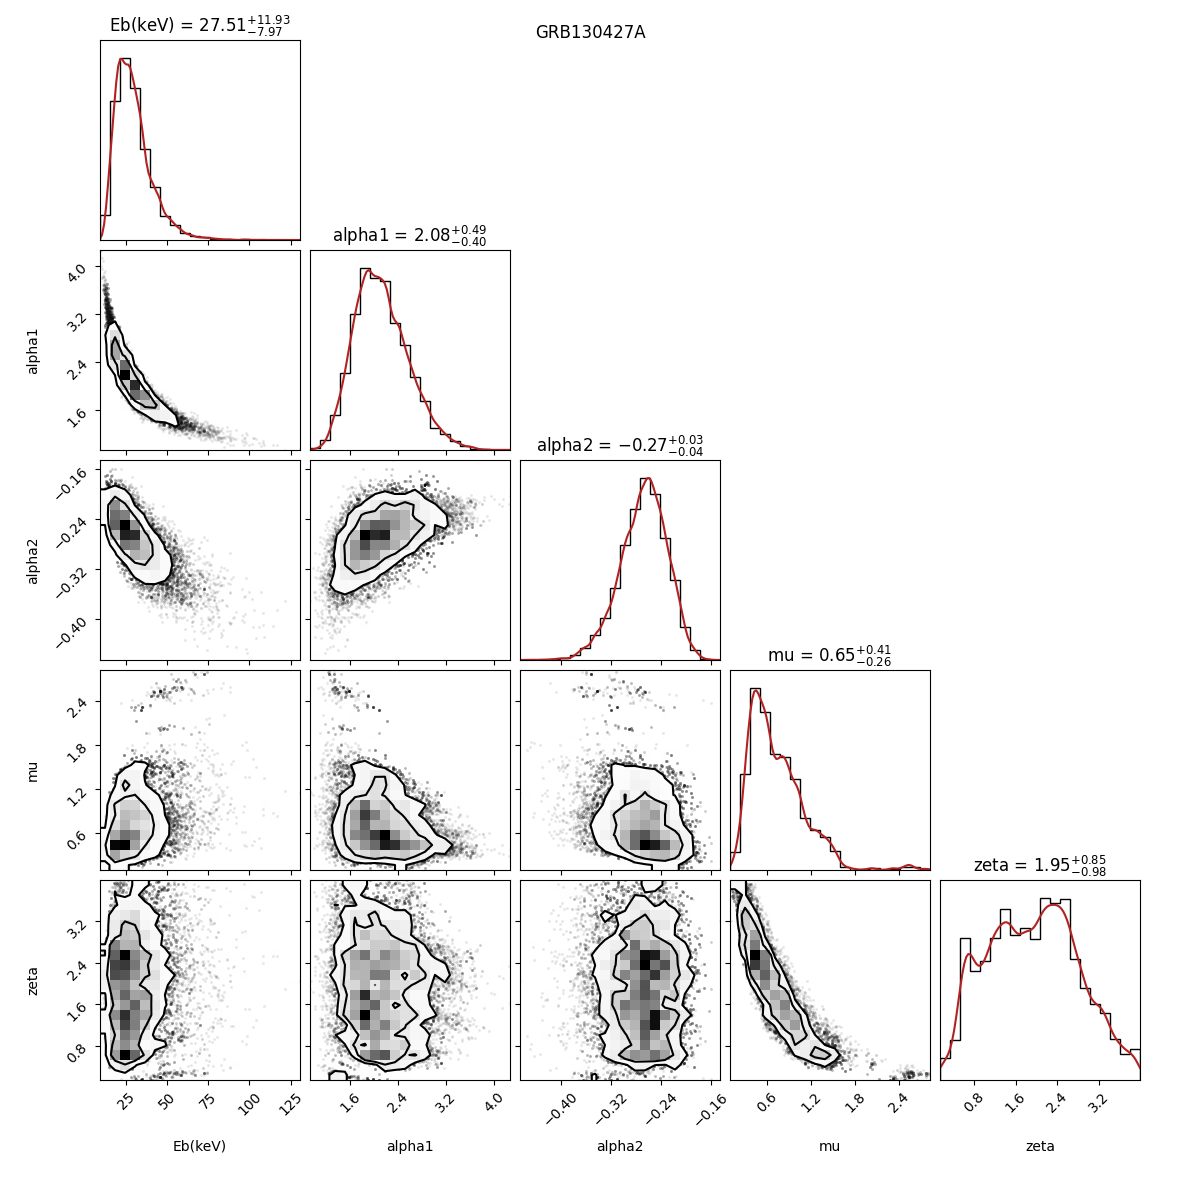 GRB130427A
Eb(keV) = 27.51 +11.93 −7.97
alpha1 = 2.08 +0.49 −0.40
4.0
3.2
2.4
1.6
alpha1
alpha2 = −0.27 +0.03 −0.04
−0.16
−0.24
−0.32
−0.40
alpha2
mu = 0.65 +0.41 −0.26
2.4
1.8
1.2
0.6
mu
zeta = 1.95 +0.85 −0.98
3.2
2.4
1.6
0.8
zeta
25 50 75 100 125
1.6 2.4 3.2 4.0
−0.40 −0.32 −0.24 −0.16
0.6 1.2 1.8 2.4
0.8 1.6 2.4 3.2
Eb(keV) alpha1 alpha2 mu zeta